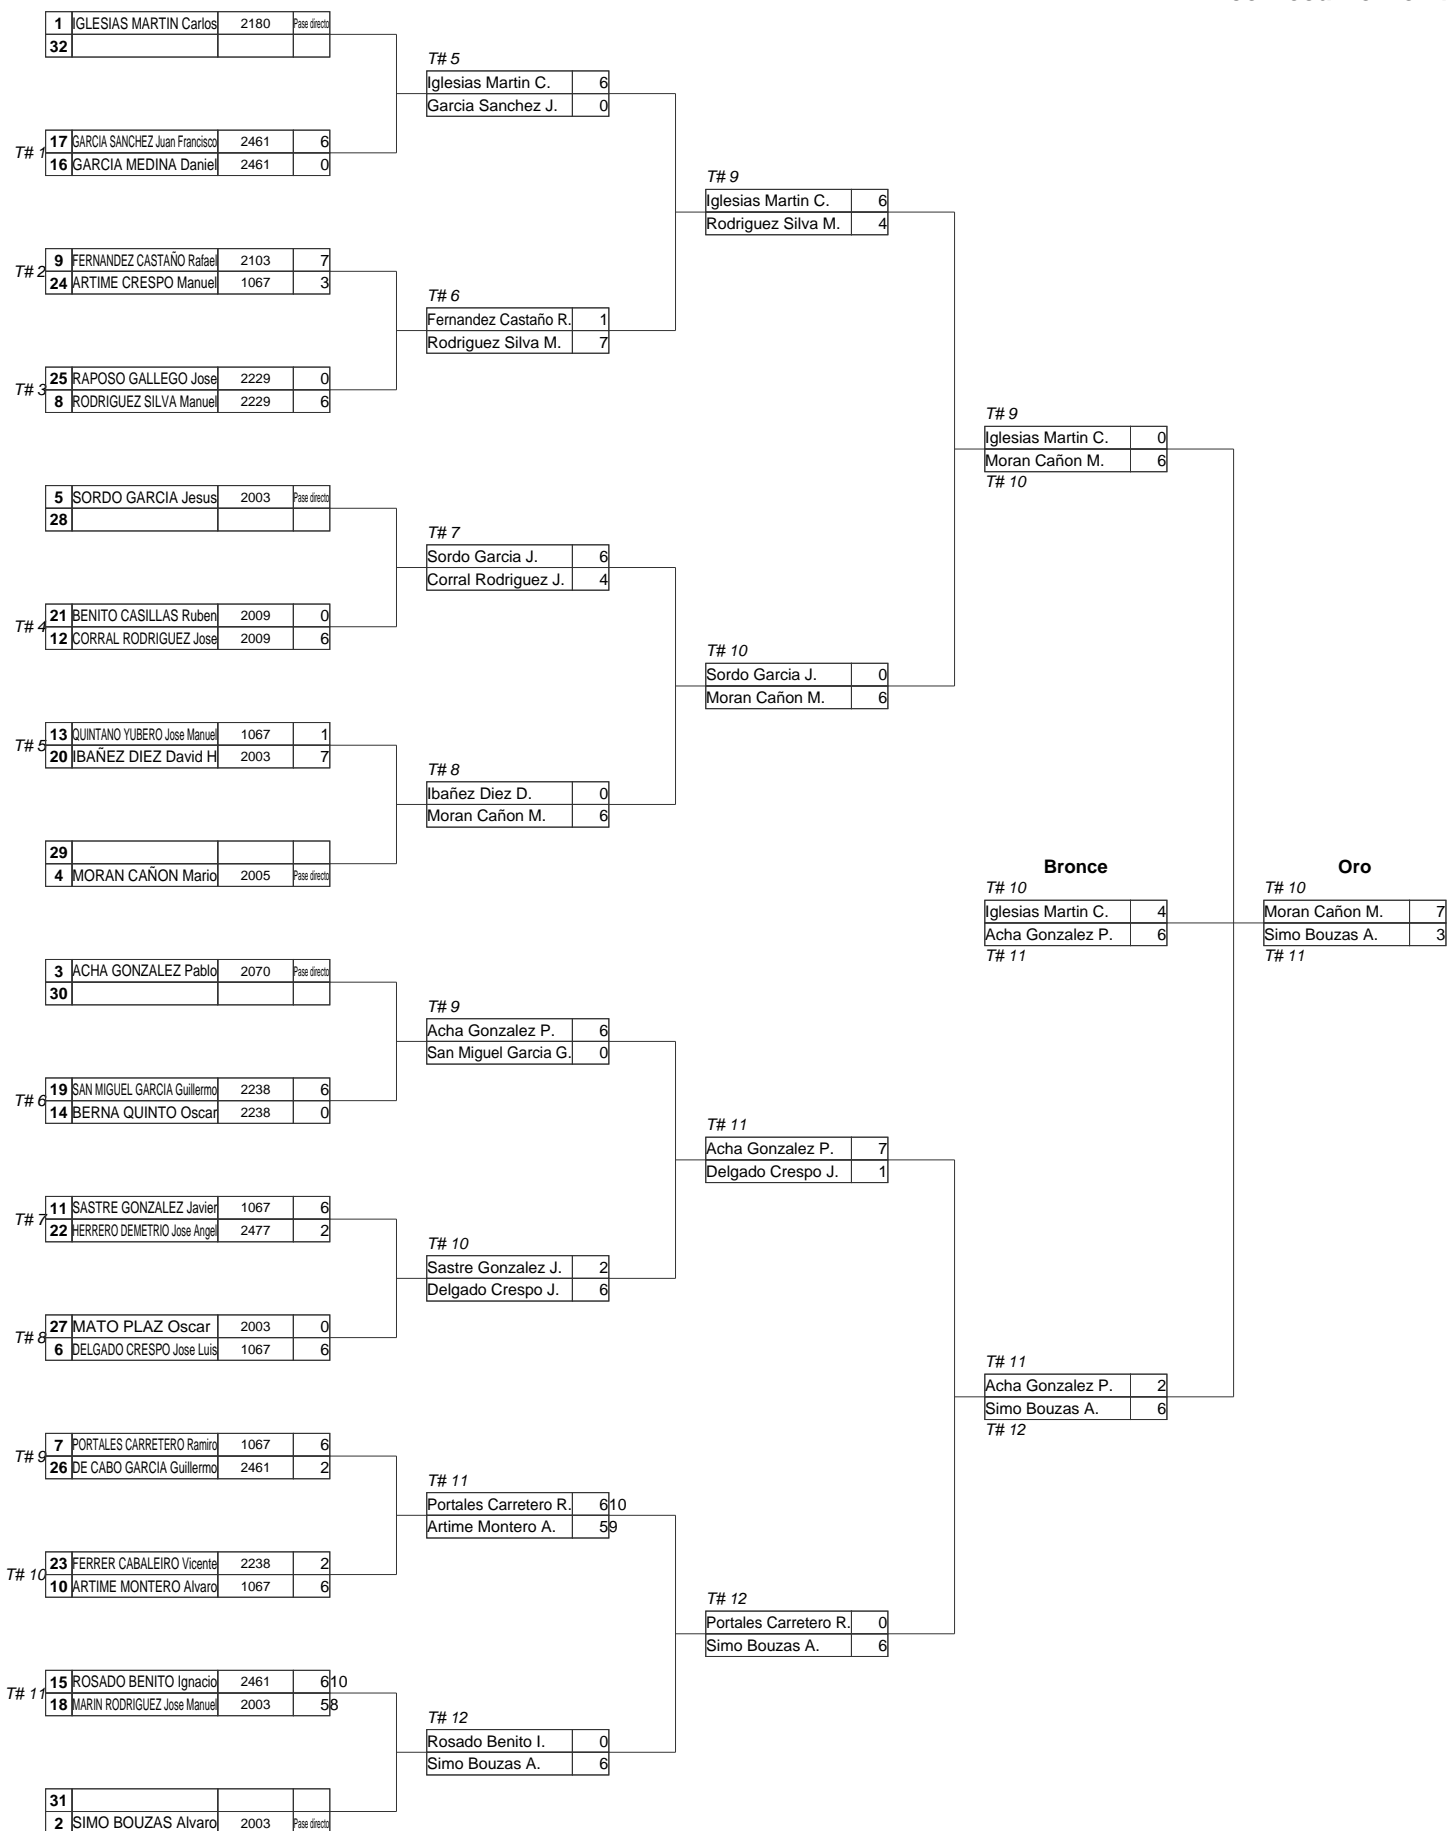 1 IGLESIAS MARTIN Carlos 2180 Pase directo
32
T# 1
17 GARCIA SANCHEZ Juan Francisco 2461 6
16 GARCIA MEDINA Daniel 2461 0
T# 2
9 FERNANDEZ CASTAÑO Rafael 2103 7
24 ARTIME CRESPO Manuel 1067 3
T# 3
25 RAPOSO GALLEGO Jose 2229 0
8 RODRIGUEZ SILVA Manuel 2229 6
5 SORDO GARCIA Jesus 2003 Pase directo
28
T# 4
21 BENITO CASILLAS Ruben 2009 0
12 CORRAL RODRIGUEZ Jose 2009 6
T# 5
13 QUINTANO YUBERO Jose Manuel 1067 1
20 IBAÑEZ DIEZ David H 2003 7
29
4 MORAN CAÑON Mario 2005 Pase directo
3 ACHA GONZALEZ Pablo 2070 Pase directo
30
T# 6
19 SAN MIGUEL GARCIA Guillermo 2238 6
14 BERNA QUINTO Oscar 2238 0
T# 7
11 SASTRE GONZALEZ Javier 1067 6
22 HERRERO DEMETRIO Jose Angel 2477 2
T# 8
27 MATO PLAZ Oscar 2003 0
6 DELGADO CRESPO Jose Luis 1067 6
T# 9
7 PORTALES CARRETERO Ramiro 1067 6
26 DE CABO GARCIA Guillermo 2461 2
T# 10
23 FERRER CABALEIRO Vicente 2238 2
10 ARTIME MONTERO Alvaro 1067 6
T# 11
15 ROSADO BENITO Ignacio 2461 6 10
18 MARIN RODRIGUEZ Jose Manuel 2003 5 8
31
2 SIMO BOUZAS Alvaro 2003 Pase directo
T# 5
Iglesias Martin C. 6
Garcia Sanchez J. 0
T# 6
Fernandez Castaño R. 1
Rodriguez Silva M. 7
T# 7
Sordo Garcia J. 6
Corral Rodriguez J. 4
T# 8
Ibañez Diez D. 0
Moran Cañon M. 6
T# 9
Acha Gonzalez P. 6
San Miguel Garcia G. 0
T# 10
Sastre Gonzalez J. 2
Delgado Crespo J. 6
T# 11
Portales Carretero R. 6 10
Artime Montero A. 5 9
T# 12
Rosado Benito I. 0
Simo Bouzas A. 6
T# 9
Iglesias Martin C. 6
Rodriguez Silva M. 4
T# 10
Sordo Garcia J. 0
Moran Cañon M. 6
T# 11
Acha Gonzalez P. 7
Delgado Crespo J. 1
T# 12
Portales Carretero R. 0
Simo Bouzas A. 6
T# 9
Iglesias Martin C. 0
Moran Cañon M. 6
T# 10
T# 11
Acha Gonzalez P. 2
Simo Bouzas A. 6
T# 12
Bronce
T# 10
Iglesias Martin C. 4
Acha Gonzalez P. 6
T# 11
Oro
T# 10
Moran Cañon M. 7
Simo Bouzas A. 3
T# 11